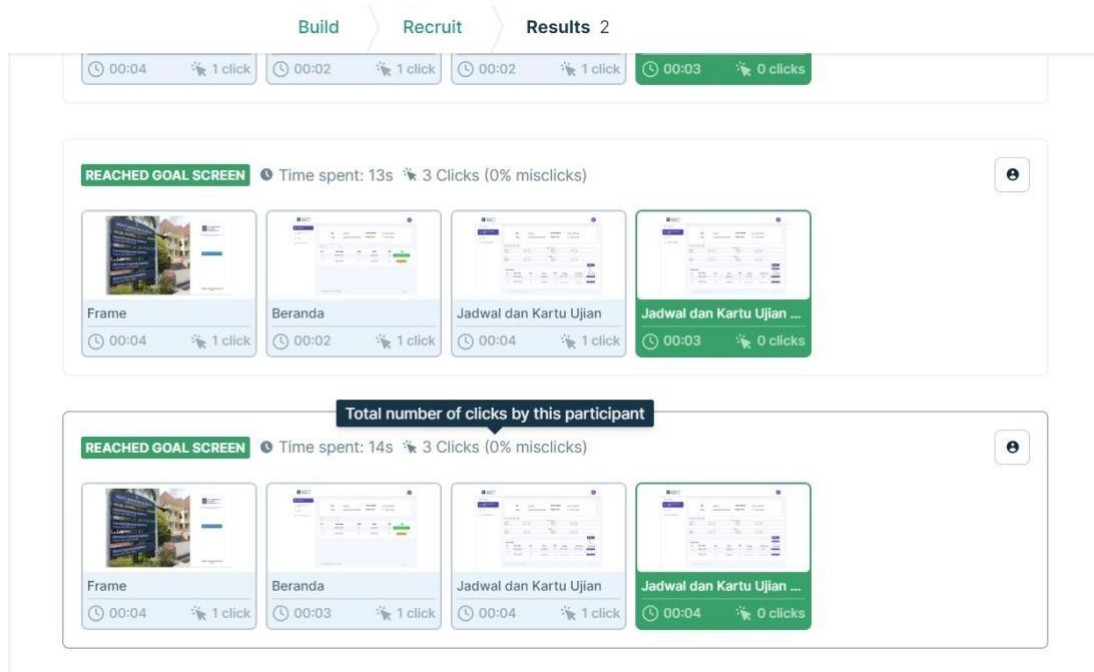 Build Recruit Results 2
00:04 1 click 00:02 1 click 00:02 1 click 00:03 0 clicks
REACHED GOAL SCREEN Time spent: 13s 3 Clicks (0% misclicks)
Frame Beranda Jadwal dan Kartu Ujian Jadwal dan Kartu Ujian ...
00:04 1 click 00:02 1 click 00:04 1 click 00:03 0 clicks
Total number of clicks by this participant
REACHED GOAL SCREEN Time spent: 14s 3 Clicks (0% misclicks)
Frame Beranda Jadwal dan Kartu Ujian Jadwal dan Kartu Ujian ...
00:04 1 click 00:03 1 click 00:04 1 click 00:04 0 clicks